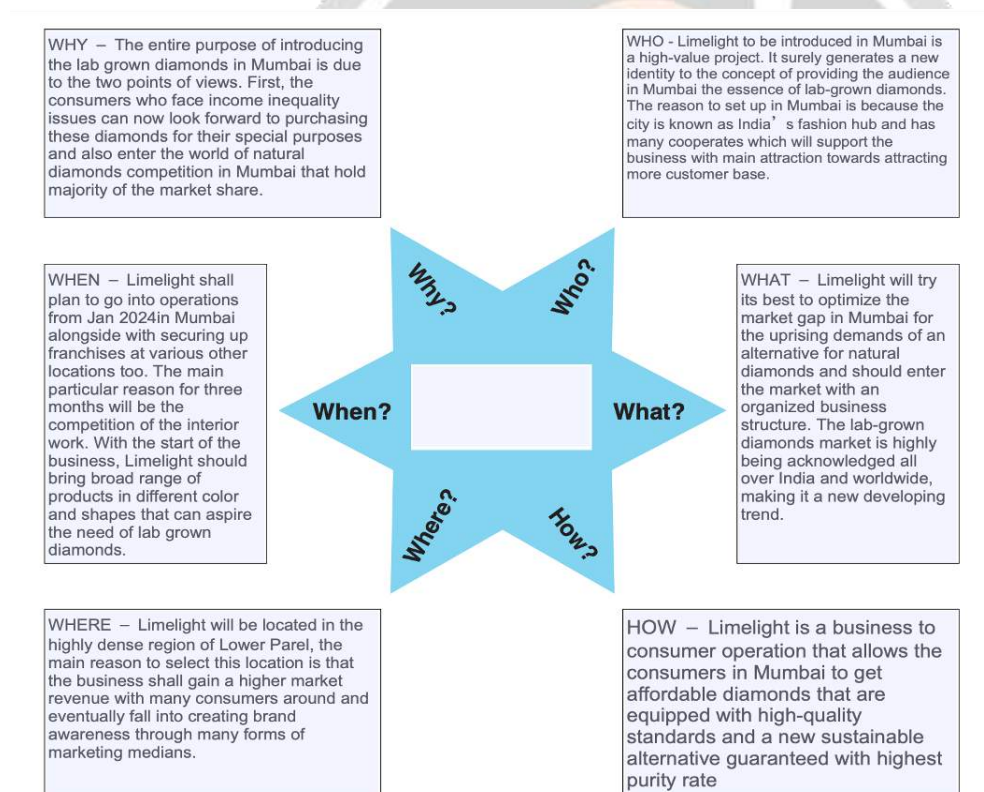 WHY – The entire purpose of introducing
the lab grown diamonds in Mumbai is due
to the two points of views. First, the
consumers who face income inequality
issues can now look forward to purchasing
these diamonds for their special purposes
and also enter the world of natural
diamonds competition in Mumbai that hold
majority of the market share.
WHO - Limelight to be introduced in Mumbai is
a high-value project. It surely generates a new
identity to the concept of providing the audience
in Mumbai the essence of lab-grown diamonds.
The reason to set up in Mumbai is because the
city is known as India’s fashion hub and has
many cooperates which will support the
business with main attraction towards attracting
more customer base.
Why?
Who?
WHEN – Limelight shall
plan to go into operations
from Jan 2024in Mumbai
alongside with securing up
franchises at various other
locations too. The main
particular reason for three
months will be the
competition of the interior
work. With the start of the
business, Limelight should
bring broad range of
products in different color
and shapes that can aspire
the need of lab grown
diamonds.
When?
What?
WHAT – Limelight will try
its best to optimize the
market gap in Mumbai for
the uprising demands of an
alternative for natural
diamonds and should enter
the market with an
organized business
structure. The lab-grown
diamonds market is highly
being acknowledged all
over India and worldwide,
making it a new developing
trend.
Where?
How?
WHERE – Limelight will be located in the
highly dense region of Lower Parel, the
main reason to select this location is that
the business shall gain a higher market
revenue with many consumers around and
eventually fall into creating brand
awareness through many forms of
marketing medians.
HOW – Limelight is a business to
consumer operation that allows the
consumers in Mumbai to get
affordable diamonds that are
equipped with high-quality
standards and a new sustainable
alternative guaranteed with highest
purity rate